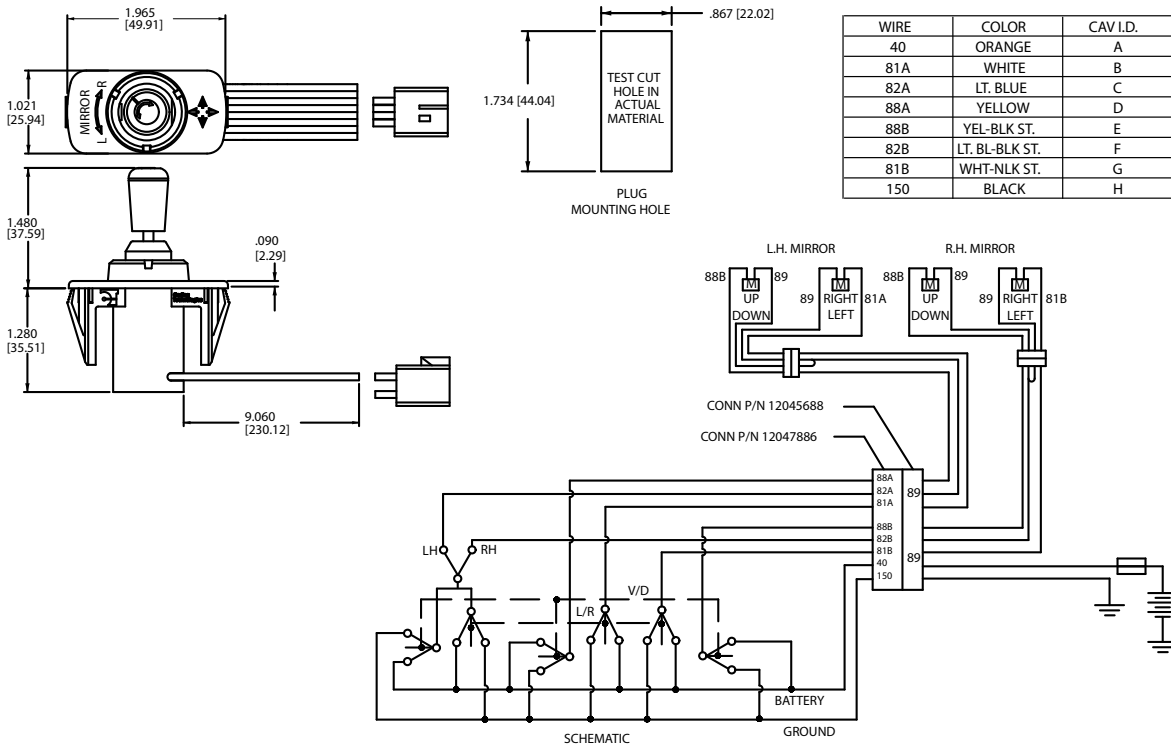 1.965
[49.91]
.867 [22.02]
1.021
[25.94]
MIRROR
L
R
1.734 [44.04]
TEST CUT
HOLE IN
ACTUAL
MATERIAL
PLUG
MOUNTING HOLE
WIRE COLOR CAV I.D.
40 ORANGE A
81A WHITE B
82A LT. BLUE C
88A YELLOW D
88B YEL-BLK ST. E
82B LT. BL-BLK ST. F
81B WHT-NLK ST. G
150 BLACK H
1.480
[37.59]
.090
[2.29]
1.280
[35.51]
9.060
[230.12]
L.H. MIRROR
R.H. MIRROR
88B M 89
UP
DOWN
M
89 RIGHT 81A
LEFT
88B M 89
UP
DOWN
M
89 RIGHT 81B
LEFT
CONN P/N 12045688
CONN P/N 12047886
88A
82A
81A
89
88B
82B
81B
40
150
89
LH
RH
V/D
L/R
BATTERY
GROUND
SCHEMATIC